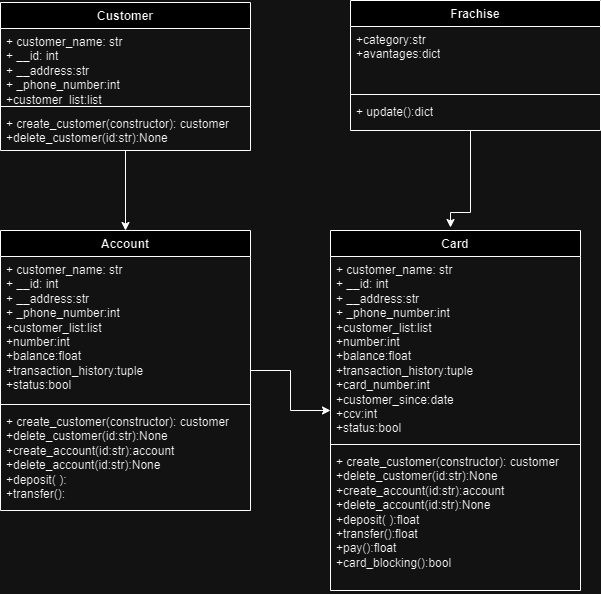 Customer
+ customer_name: str
+ __id: int
+ __address:str
+ _phone_number:int
+customer_list:list
+ create_customer(constructor): customer
+delete_customer(id:str):None
Frachise
+category:str
+avantages:dict
+ update():dict
Account
+ customer_name: str
+ __id: int
+ __address:str
+ _phone_number:int
+customer_list:list
+number:int
+balance:float
+transaction_history:tuple
+status:bool
+ create_customer(constructor): customer
+delete_customer(id:str):None
+create_account(id:str):account
+delete_account(id:str):None
+deposit( ):
+transfer():
Card
+ customer_name: str
+ __id: int
+ __address:str
+ _phone_number:int
+customer_list:list
+number:int
+balance:float
+transaction_history:tuple
+card_number:int
+customer_since:date
+ccv:int
+status:bool
+ create_customer(constructor): customer
+delete_customer(id:str):None
+create_account(id:str):account
+delete_account(id:str):None
+deposit( ):float
+transfer():float
+pay():float
+card_blocking():bool